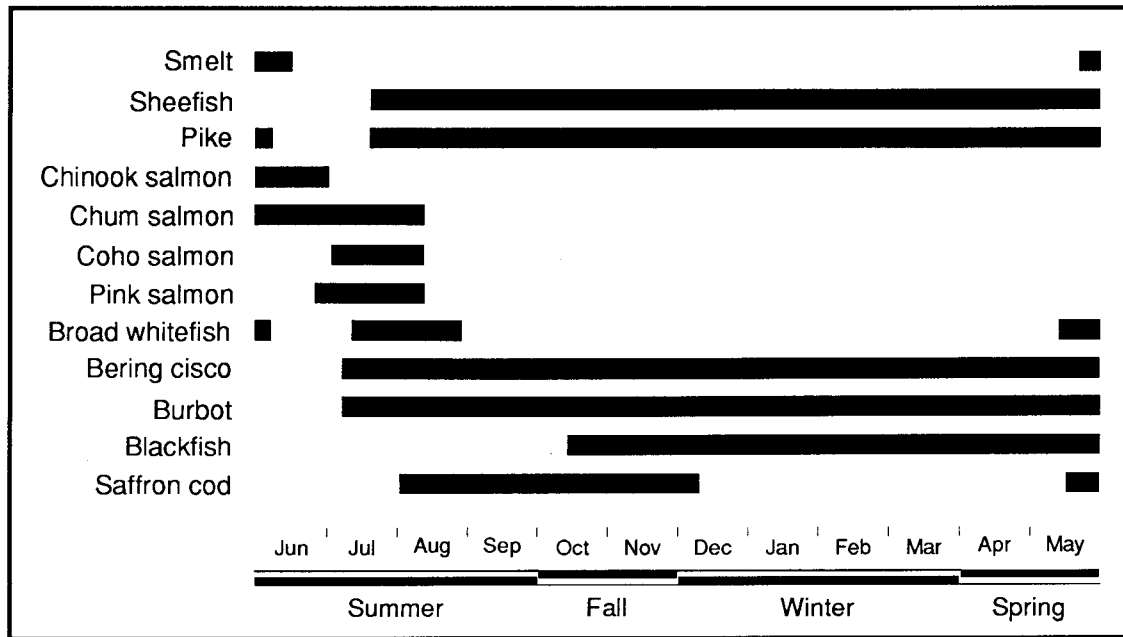 Smelt
Sheefish
Pike
Chinook salmon
Chum salmon
Coho salmon
Pink salmon
Broad whitefish
Bering cisco
Burbot
Blackfish
Saffron cod
Jun Jul Aug Sep Oct Nov Dec Jan Feb Mar Apr May
Summer Fall Winter Spring